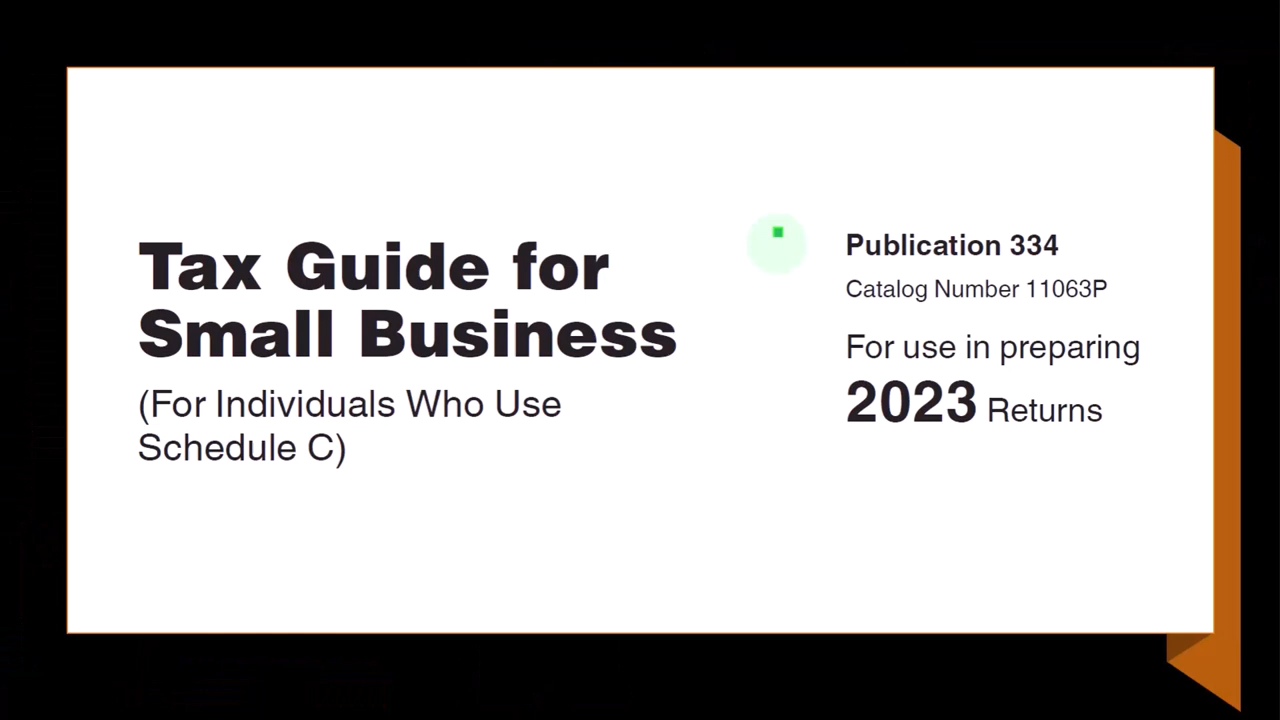 Tax Guide for
Small Business
(For Individuals Who Use
Schedule C)
Publication 334
Catalog Number 11063P
For use in preparing
2023 Returns